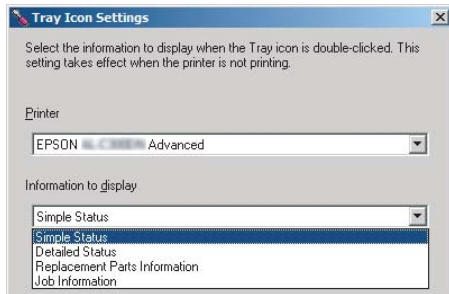 Tray Icon Settings
Select the information to display when the Tray icon is double-clicked. This
setting takes effect when the printer is not printing.
Printer
EPSON Advanced
Information to display
Simple Status
Simple Status
Detailed Status
Replacement Parts Information
Job Information